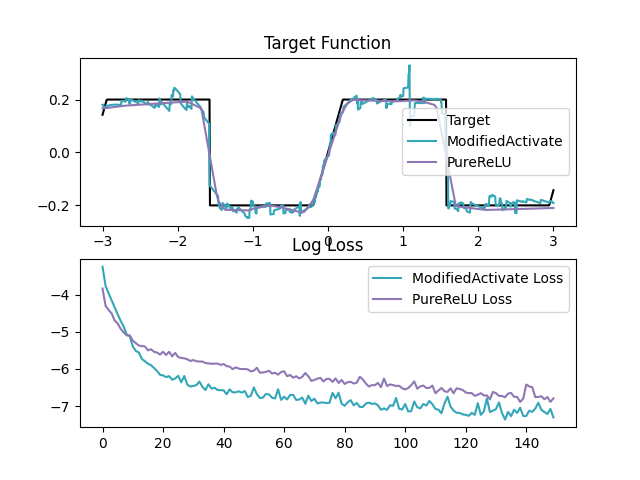 Target Function
0.2
0.0
−0.2
Target
ModifiedActivate
PureReLU
−3 −2 −1 0 1 2 3
Log Loss
−4
−5
−6
−7
ModifiedActivate Loss
PureReLU Loss
0 20 40 60 80 100 120 140